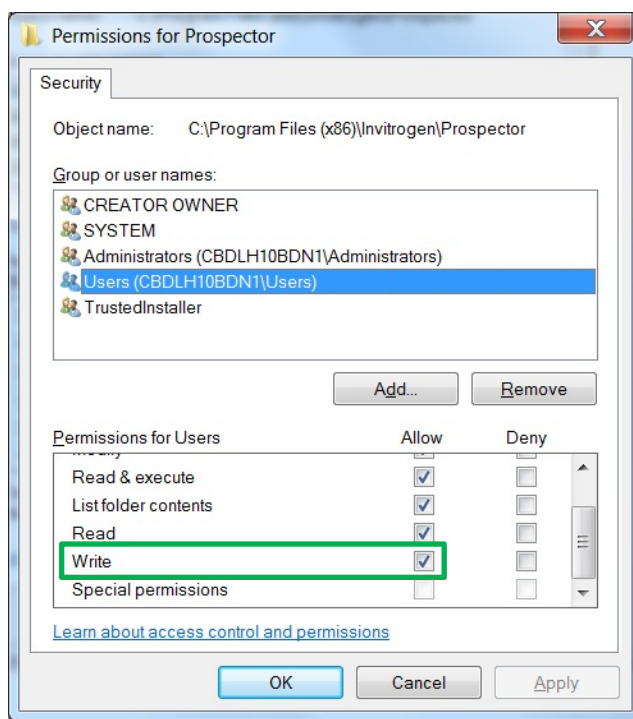 Permissions for Prospector
Security
Object name: C:\Program Files (x86)\Invitrogen\Prospector
Group or user names:
CREATOR OWNER
SYSTEM
Administrators (CBDLH10BDN1\Administrators)
Users (CBDLH10BDN1\Users)
TrustedInstaller
Add... Remove
Permissions for Users Allow Deny
Read & execute
List folder contents
Read
Write
Special permissions
Learn about access control and permissions
OK Cancel Apply